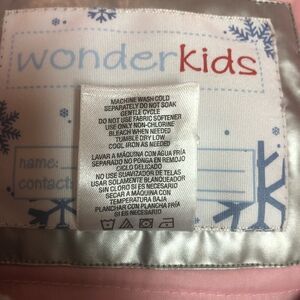 wonderkids
MACHINE WASH COLD
SEPARATELY DO NOT SOAK
GENTLE CYCLE
DO NOT USE FABRIC SOFTENER
USE ONLY NON-CHLORINE
BLEACH WHEN NEEDED
TUMBLE DRY LOW
COOL IRON AS NEEDED
name:
contact:
LAVAR A MÁQUINA CON AGUA FRÍA
SEPARADO NO PONGA EN REMOJO
CICLO DELICADO
NO USE SUAVIZADOR DE TELAS
USAR SOLAMENTE BLANQUEADOR
SIN CLORO SI ES NECESARIO
SECAR A MÁQUINA CON
TEMPERATURA BAJA
PLANCHAR CON PLANCHA FRÍA
SI ES NECESARIO